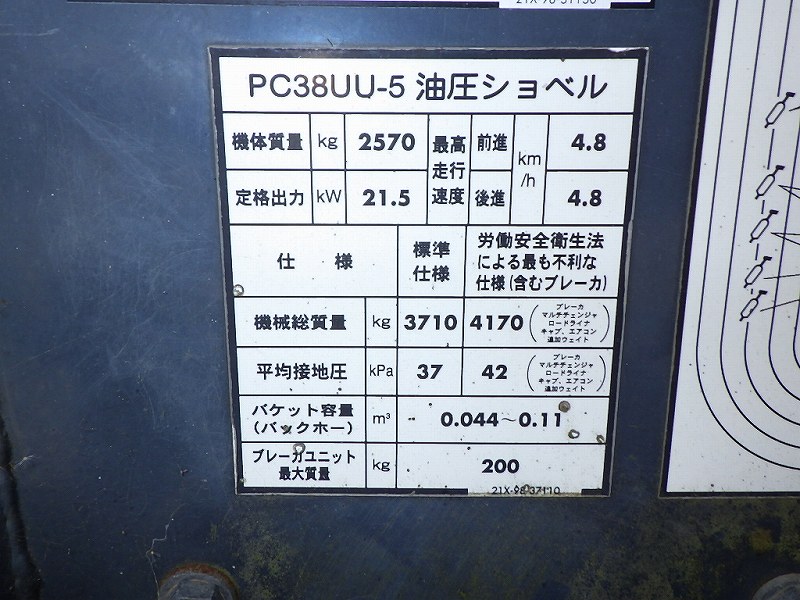 PC38UU-5 油圧ショベル
機体質量 kg 2570 最高走行速度 前進 km/h 4.8
定格出力 kW 21.5 後進 4.8
仕様 標準仕様 労働安全衛生法による最も不利な仕様(含むブレーカ)
機械総質量 kg 3710 4170 (ブレーカ マルチチェンジャ ロードライナ キャブ、エアコン 追加ウェイト)
平均接地圧 kPa 37 42 (ブレーカ マルチチェンジャ ロードライナ キャブ、エアコン 追加ウェイト)
バケット容量(バックホー) m³ 0.044~0.11
ブレーカユニット最大質量 kg 200
21X-98-37110